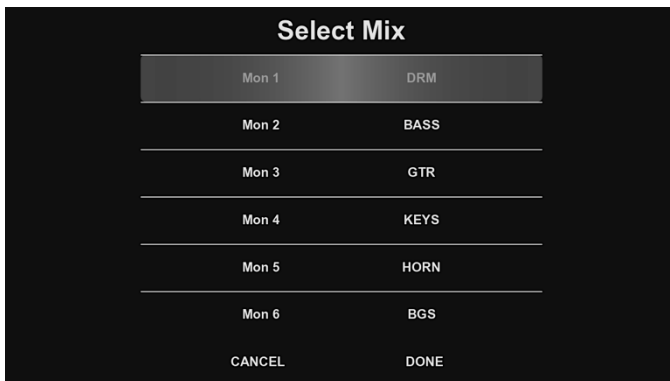 Select Mix
Mon 1 DRM
Mon 2 BASS
Mon 3 GTR
Mon 4 KEYS
Mon 5 HORN
Mon 6 BGS
CANCEL DONE